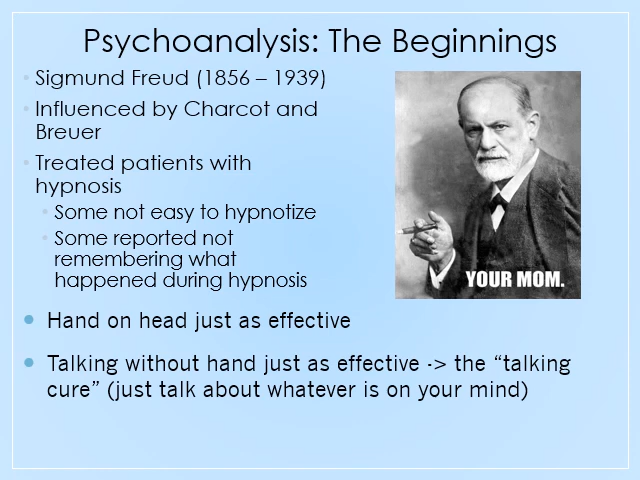 Psychoanalysis: The Beginnings
Sigmund Freud (1856 – 1939)
Influenced by Charcot and
Breuer
Treated patients with
hypnosis
Some not easy to hypnotize
Some reported not
remembering what
happened during hypnosis
YOUR MOM.
Hand on head just as effective
Talking without hand just as effective -> the “talking
cure” (just talk about whatever is on your mind)